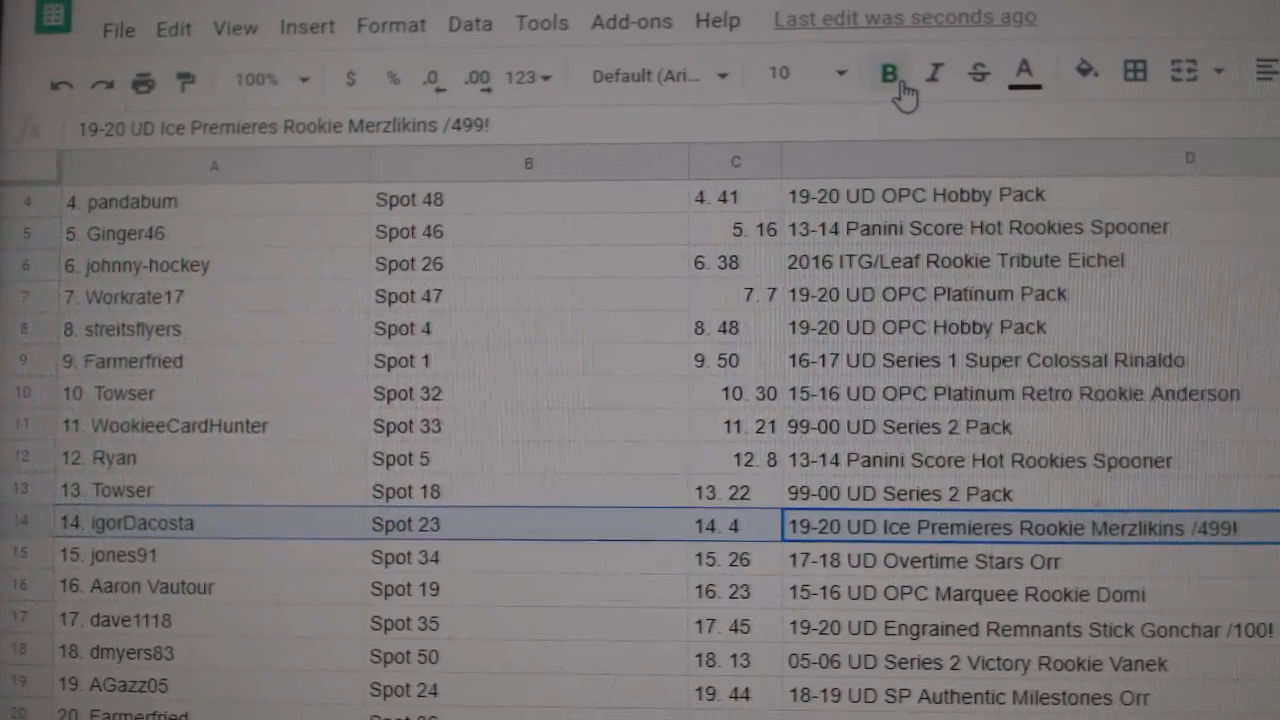 File Edit View Insert Format Data Tools Add-ons Help Last edit was seconds ago
100% $ % .0 .00 123 Default (Ari... 10 B I S A
fx 19-20 UD Ice Premieres Rookie Merzlikins /499!
A B C D
4 4. pandabum Spot 48 4. 41 19-20 UD OPC Hobby Pack
5 5. Ginger46 Spot 46 5. 16 13-14 Panini Score Hot Rookies Spooner
6 6. johnny-hockey Spot 26 6. 38 2016 ITG/Leaf Rookie Tribute Eichel
7 7. Workrate17 Spot 47 7. 7 19-20 UD OPC Platinum Pack
8 8. streitsflyers Spot 4 8. 48 19-20 UD OPC Hobby Pack
9 9. Farmerfried Spot 1 9. 50 16-17 UD Series 1 Super Colossal Rinaldo
10 10 Towser Spot 32 10. 30 15-16 UD OPC Platinum Retro Rookie Anderson
11 11. WookieeCardHunter Spot 33 11. 21 99-00 UD Series 2 Pack
12 12. Ryan Spot 5 12. 8 13-14 Panini Score Hot Rookies Spooner
13 13. Towser Spot 18 13. 22 99-00 UD Series 2 Pack
14 14. igorDacosta Spot 23 14. 4 19-20 UD Ice Premieres Rookie Merzlikins /499!
15 15. jones91 Spot 34 15. 26 17-18 UD Overtime Stars Orr
16 16. Aaron Vautour Spot 19 16. 23 15-16 UD OPC Marquee Rookie Domi
17 17. dave1118 Spot 35 17. 45 19-20 UD Engrained Remnants Stick Gonchar /100!
18 18. dmyers83 Spot 50 18. 13 05-06 UD Series 2 Victory Rookie Vanek
19 19. AGazz05 Spot 24 19. 44 18-19 UD SP Authentic Milestones Orr
20 20. Farmerfried